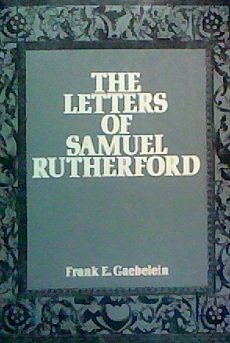 THE
LETTERS
OF
SAMUEL
RUTHERFORD
Frank E. Gaebelein